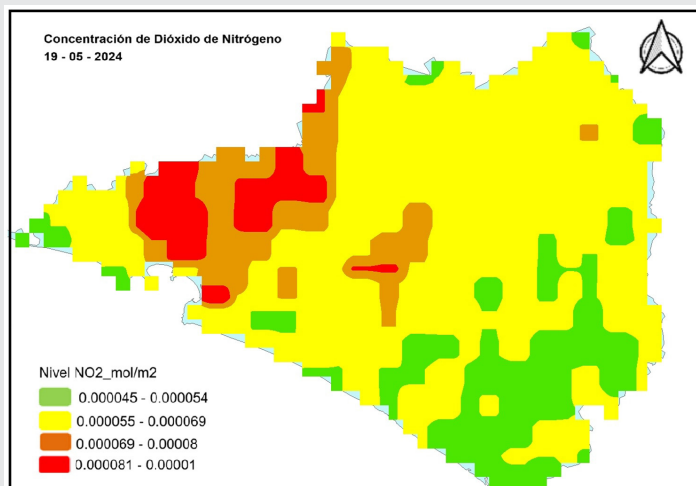 Concentración de Dióxido de Nitrógeno
19 - 05 - 2024
Nivel NO2_mol/m2
0.000045 - 0.000054
0.000055 - 0.000069
0.000069 - 0.00008
0.000081 - 0.00001